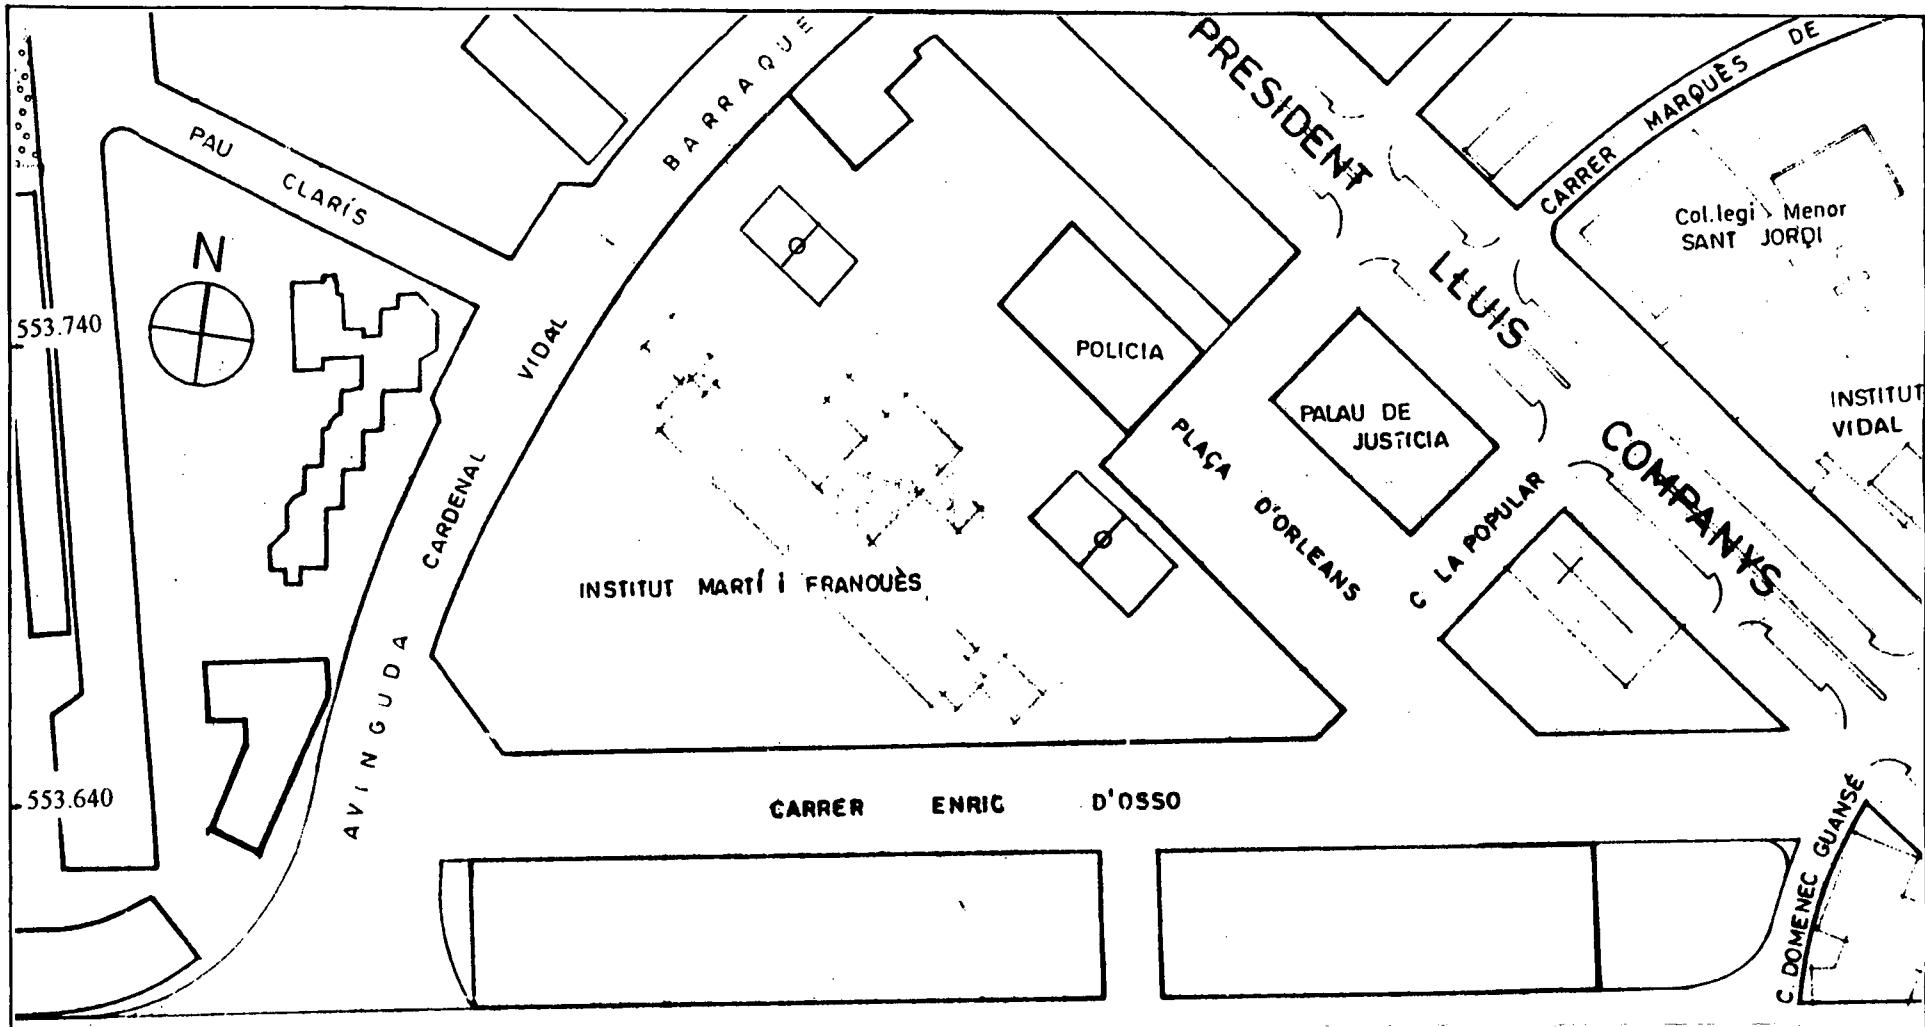 PRESIDENT
LLUIS
COMPANYS
CARRER MARQUÈS DE
Col.legi Menor
SANT JORDI
INSTITUT
VIDAL
PAU CLARÍS
N
553.740
553.640
AVINGUDA CARDENAL VIDAL BARRAQUE
POLICIA
PALAU DE
JUSTICIA
PLAÇA D'ORLEANS
C LA POPULAR
INSTITUT MARTÍ i FRANQUÈS
CARRER ENRIC D'OSSO
C. DOMENEC GUANSÉ